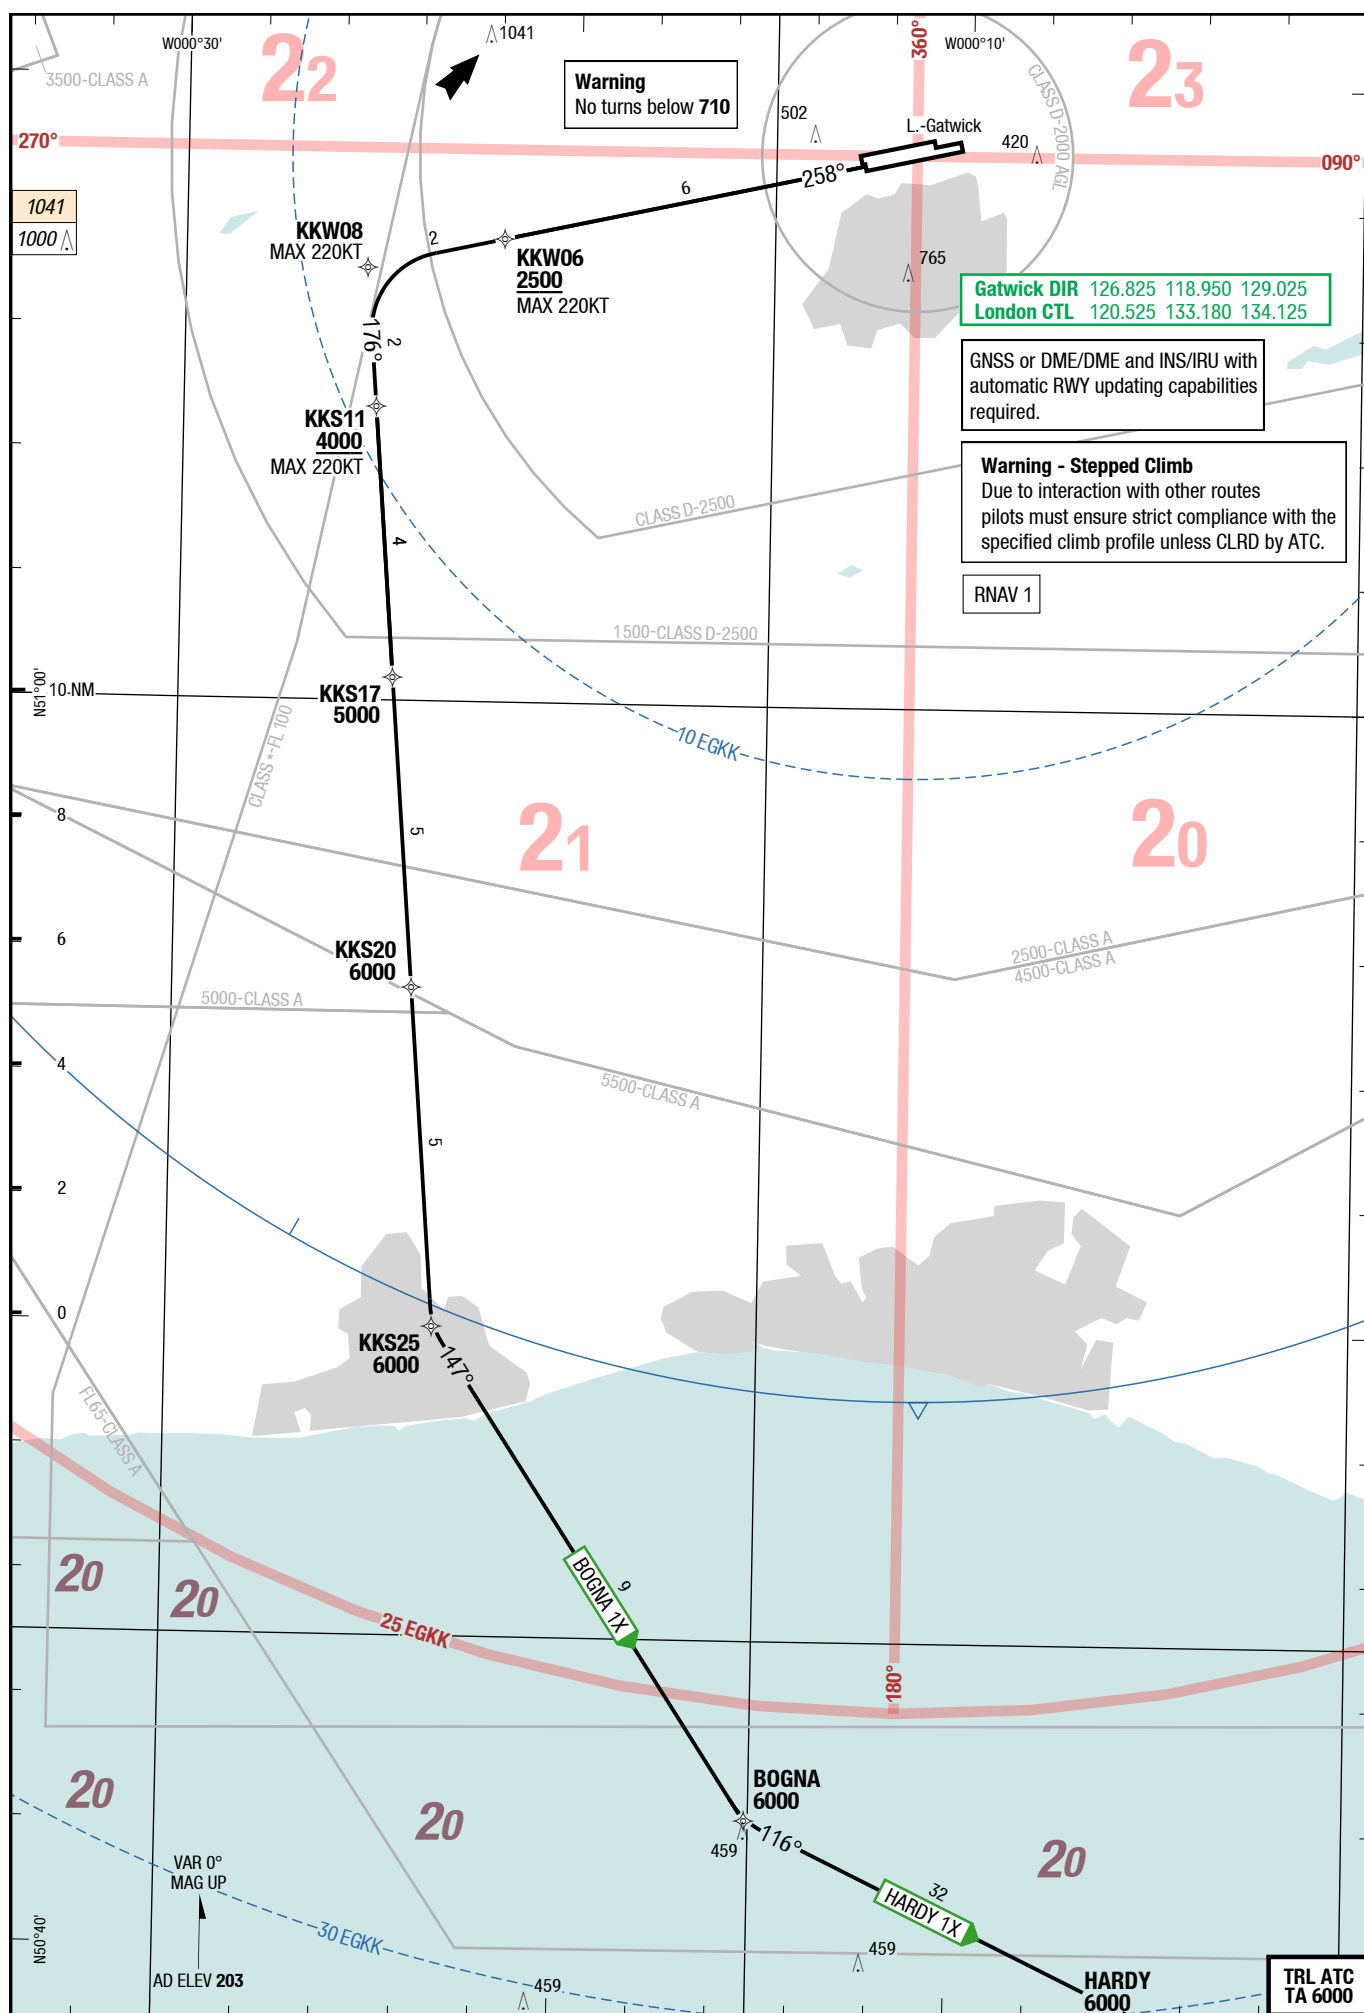 1041
W000°30'
W000°10'
360°
22
23
3500-CLASS A
Warning
No turns below 710
CLASS D-2000 AGL
502
L.-Gatwick
420
270°
090°
258°
6
1041
1000
KKW08
MAX 220KT
2
KKW06
2500
MAX 220KT
765
Gatwick DIR 126.825 118.950 129.025
London CTL 120.525 133.180 134.125
176°
2
GNSS or DME/DME and INS/IRU with
automatic RWY updating capabilities
required.
KKS11
4000
MAX 220KT
Warning - Stepped Climb
Due to interaction with other routes
pilots must ensure strict compliance with the
specified climb profile unless CLRD by ATC.
CLASS D-2500
4
RNAV 1
1500-CLASS D-2500
N51°00'
10 NM
KKS17
5000
CLASS *-FL 100
10 EGKK
8
5
21
20
6
KKS20
6000
2500-CLASS A
4500-CLASS A
5000-CLASS A
4
5500-CLASS A
5
2
0
KKS25
6000
147°
FL65-CLASS A
20
20
BOGNA 1X
9
25 EGKK
180°
BOGNA
6000
20
20
459
116°
20
VAR 0°
MAG UP
32
HARDY 1X
N50°40'
30 EGKK
459
AD ELEV 203
459
HARDY
6000
TRL ATC
TA 6000